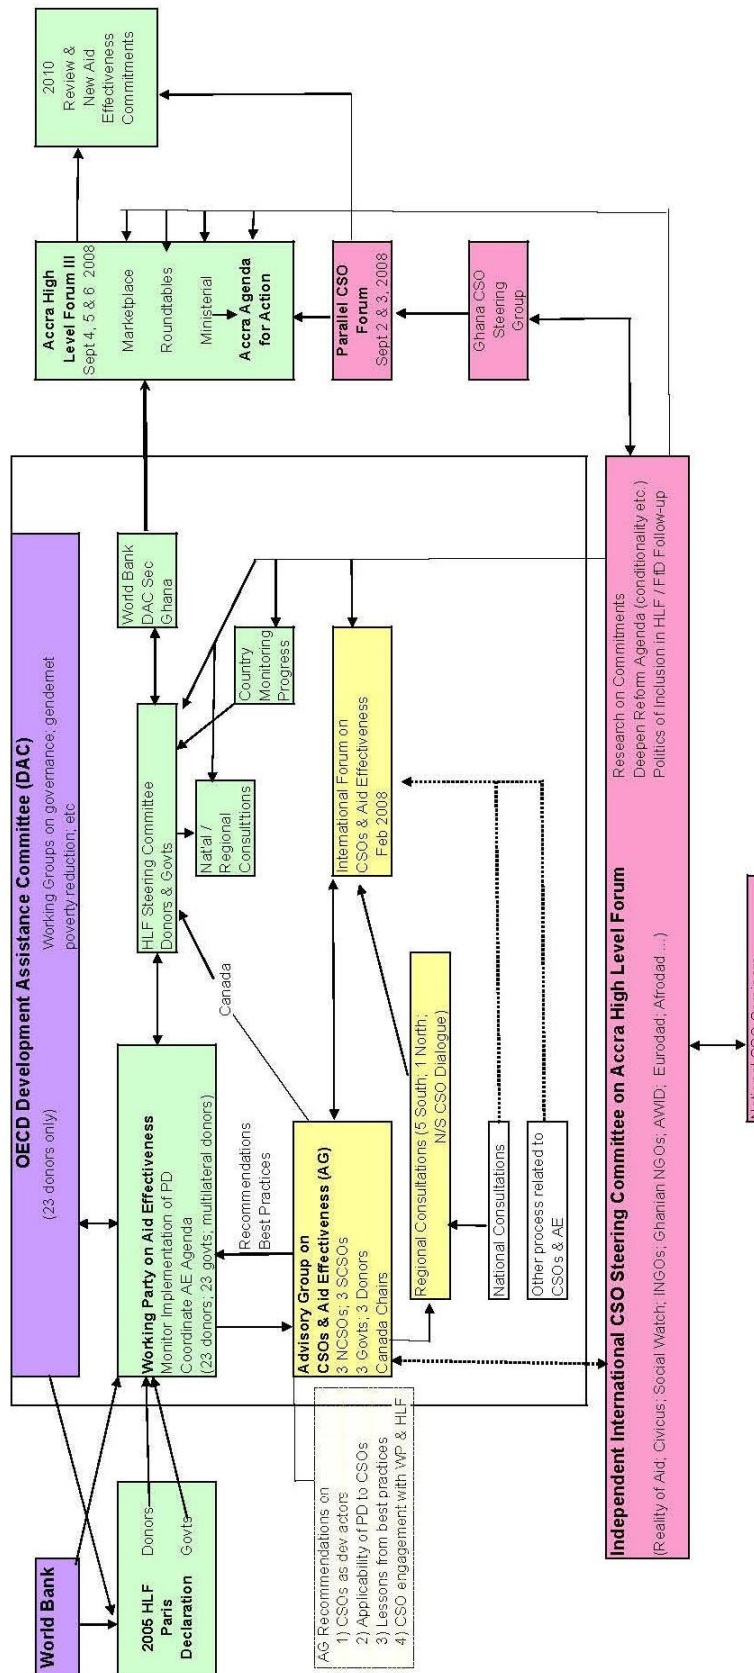 World Bank
2005 HLF
Paris
Declaration
Donors
Govts
OECD Development Assistance Committee (DAC)
(23 donors only)
Working Groups on governance; gendernet
poverty reduction; etc
Working Party on Aid Effectiveness
Monitor Implementation of PD
Coordinate AE Agenda
(23 donors; 23 govts; multilateral donors)
Recommendations
Best Practices
Canada
HLF Steering Committee
Donors & Govts
World Bank
DAC Sec
Ghana
Nat'al /
Regional
Consult'tions
Country
Monitoring
Progress
Advisory Group on
CSOs & Aid Effectiveness (AG)
3 NCSOs; 3 SCSOs
3 Govts; 3 Donors
Canada Chairs
International Forum on
CSOs & Aid Effectiveness
Feb 2008
Regional Consultations (5 South; 1 North;
N/S CSO Dialogue)
National Consultations
Other process related to
CSOs & AE
AG Recommendations on
1) CSOs as dev actors
2) Applicability of PD to CSOs
3) Lessons from best practices
4) CSO engagement with WP & HLF
Accra High
Level Forum III
Sept 4, 5 & 6 2008
Marketplace
Roundtables
Ministerial
Accra Agenda
for Action
2010
Review &
New Aid
Effectiveness
Commitments
Parallel CSO
Forum
Sept 2 & 3, 2008
Ghana CSO
Steering
Group
Independent International CSO Steering Committee on Accra High Level Forum
(Reality of Aid; Civicus; Social Watch; INGOs; Ghanian NGOs; AWID; Eurodad; Afrodad ...)
Research on Commitments
Deepen Reform Agenda (conditionality etc.)
Politics of Inclusion in HLF / FfD Follow-up